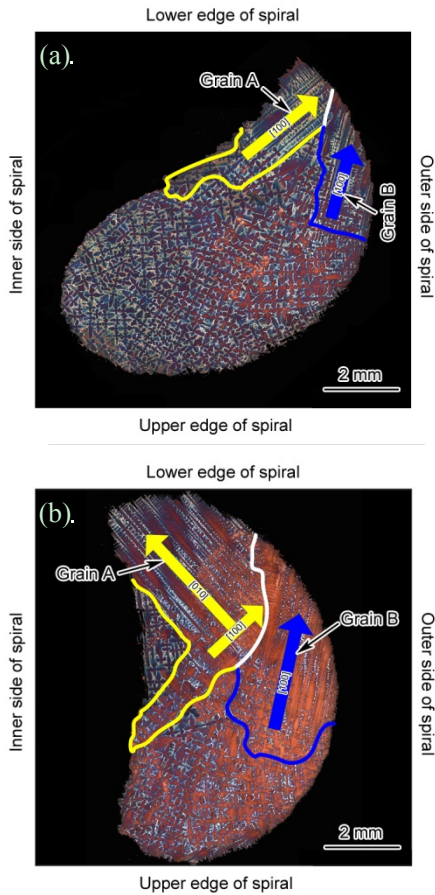 Lower edge of spiral
(a).
Grain A
[100]
[100]
Grain B
Inner side of spiral
Outer side of spiral
2 mm
Upper edge of spiral
Lower edge of spiral
(b).
Grain A
[010]
[100]
Grain B
[100]
Inner side of spiral
Outer side of spiral
2 mm
Upper edge of spiral